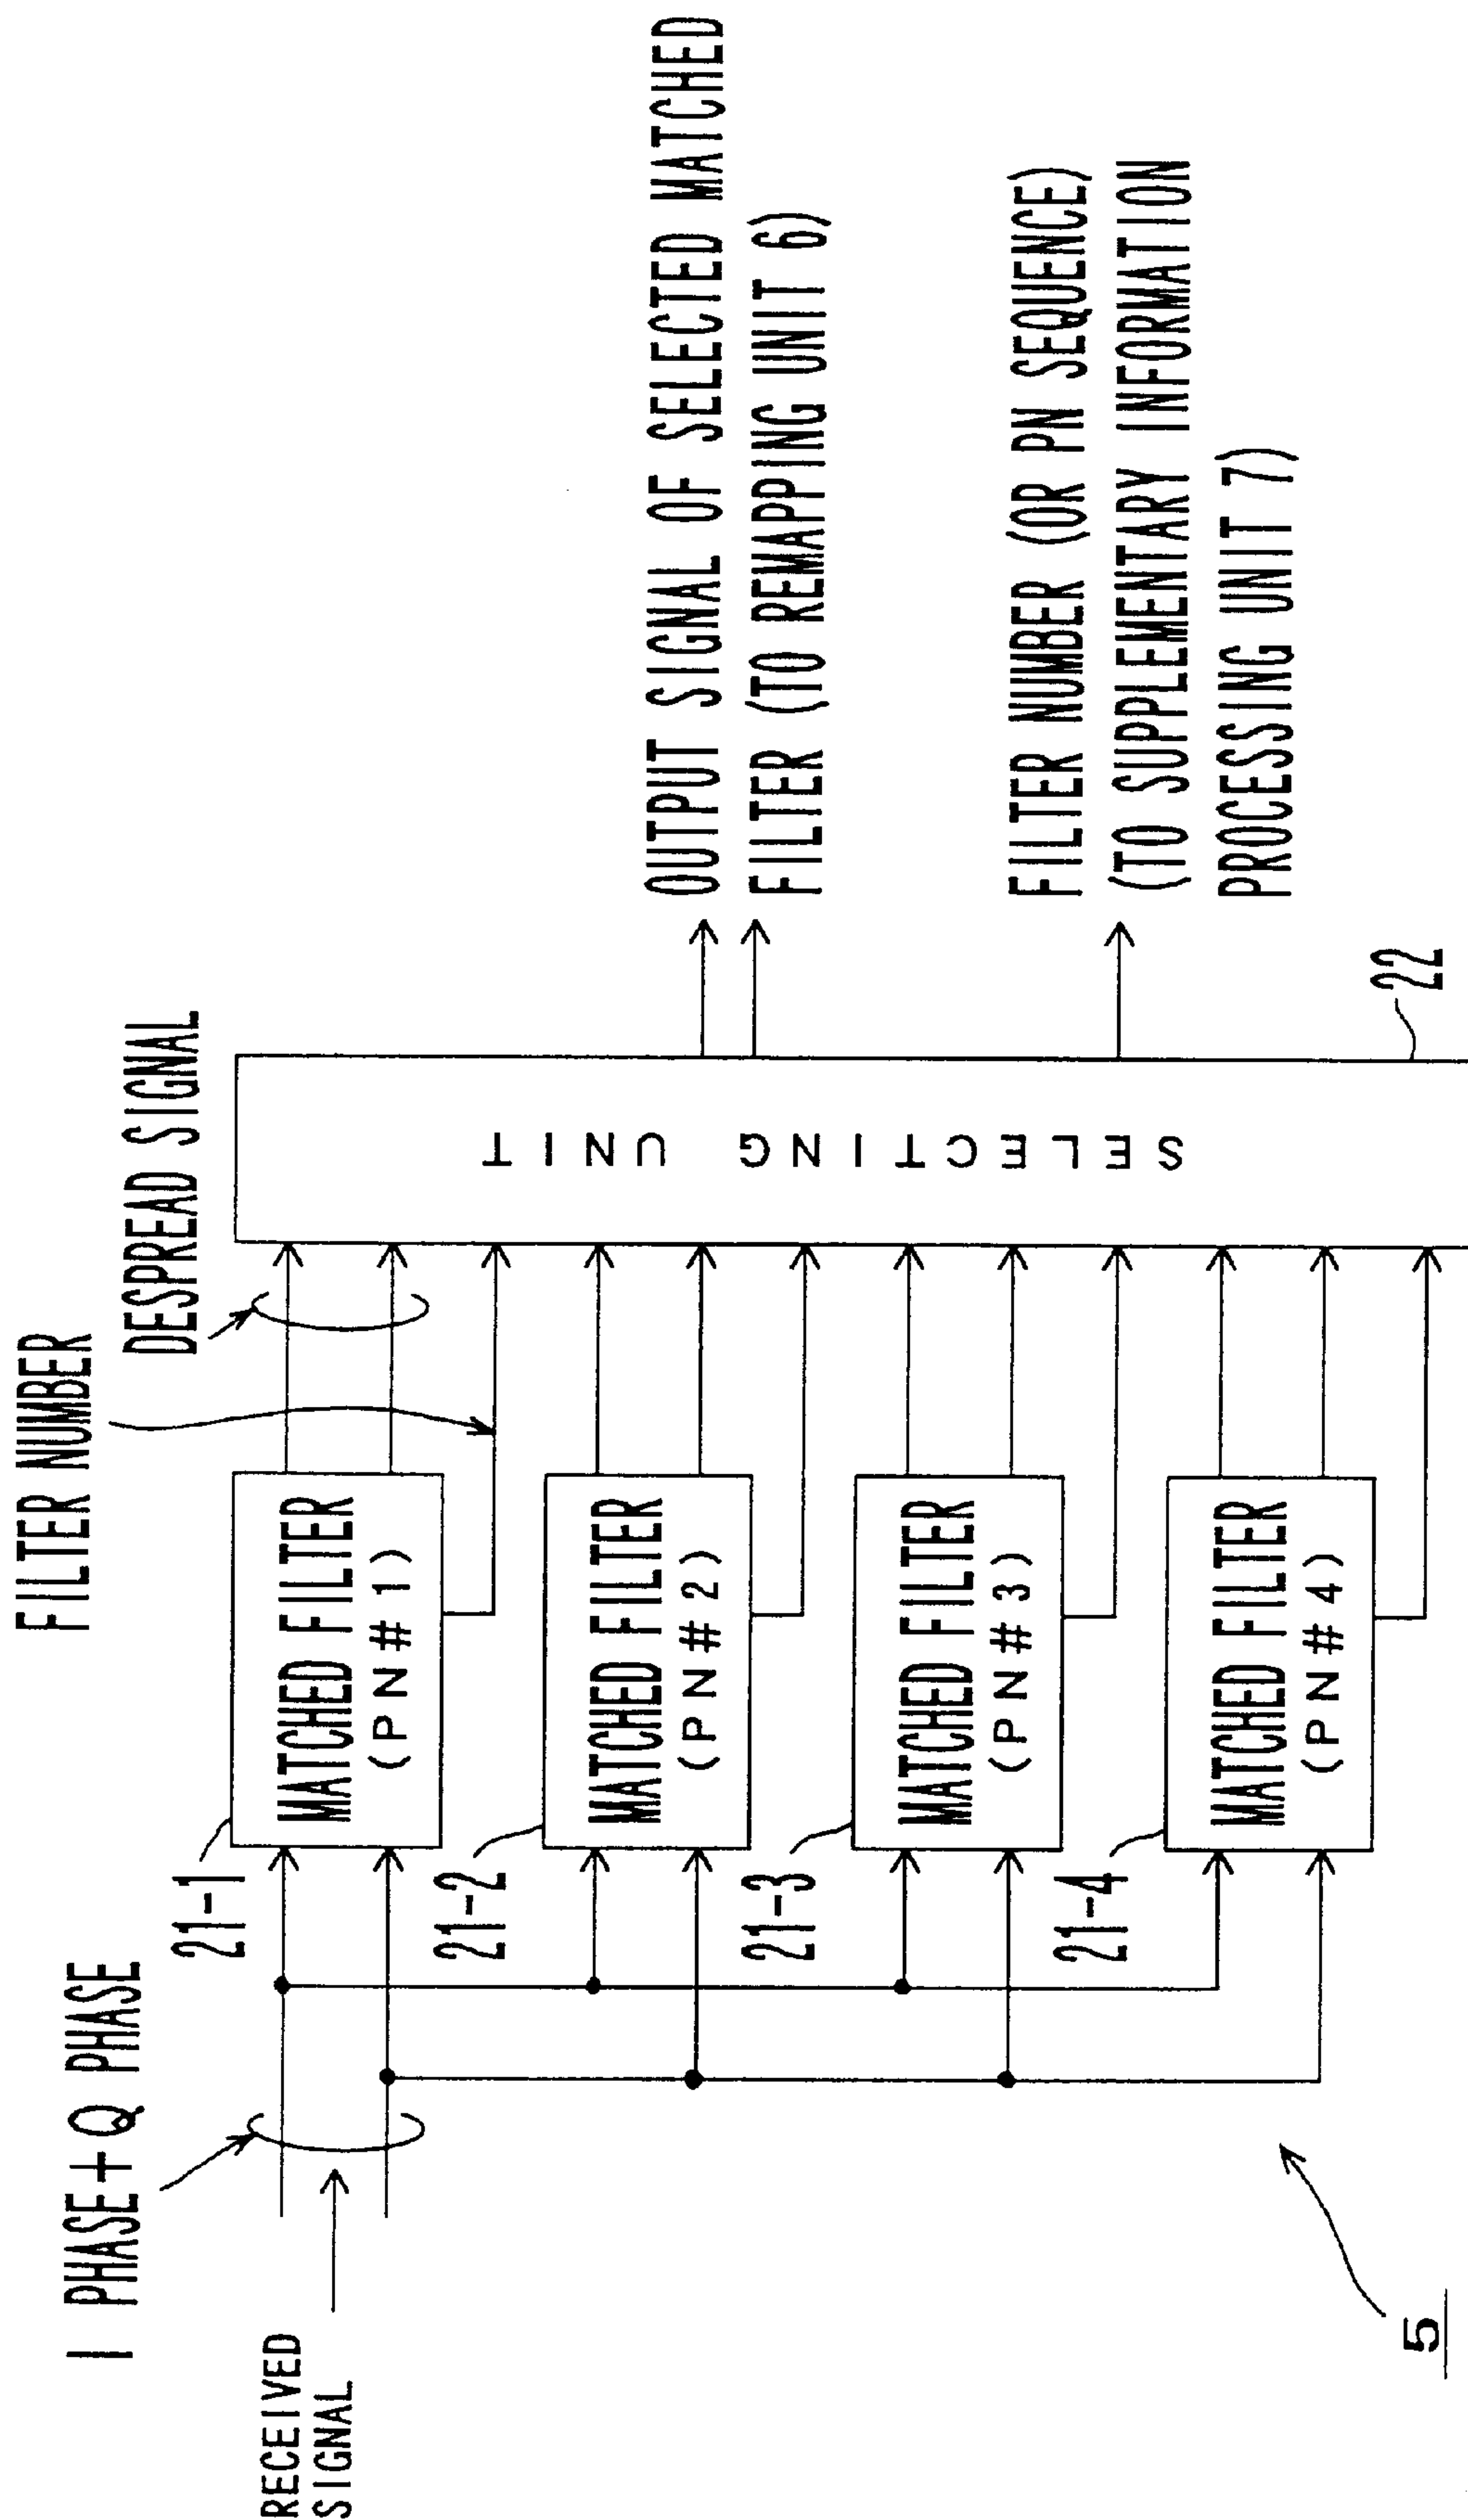 I PHASE+Q PHASE
RECEIVED
SIGNAL
FILTER NUMBER
DESPREAD SIGNAL
21-1
MATCHED FILTER
(PN#1)
21-2
MATCHED FILTER
(PN#2)
21-3
MATCHED FILTER
(PN#3)
21-4
MATCHED FILTER
(PN#4)
SELECTING UNIT
22
OUTPUT SIGNAL OF SELECTED MATCHED
FILTER (TO REMAPPING UNIT 6)
FILTER NUMBER (OR PN SEQUENCE)
(TO SUPPLEMENTARY INFORMATION
PROCESSING UNIT 7)
5